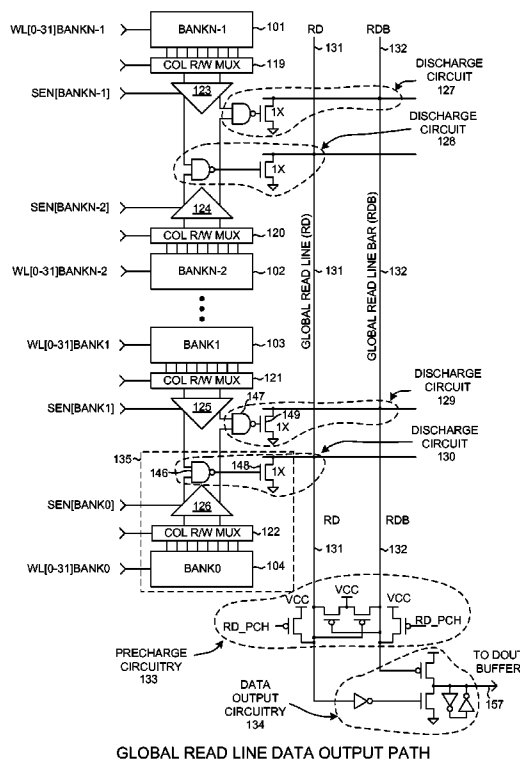 WL[0-31]BANKN-1
BANKN-1
101
COL R/W MUX
119
RD
131
RDB
132
SEN[BANKN-1]
123
1X
DISCHARGE
CIRCUIT
127
DISCHARGE
CIRCUIT
128
1X
SEN[BANKN-2]
124
COL R/W MUX
120
WL[0-31]BANKN-2
BANKN-2
102
GLOBAL READ LINE (RD)
131
GLOBAL READ LINE BAR (RDB)
132
WL[0-31]BANK1
BANK1
103
COL R/W MUX
121
SEN[BANK1]
125
147
149
1X
DISCHARGE
CIRCUIT
129
DISCHARGE
CIRCUIT
130
135
146
148
1X
SEN[BANK0]
126
COL R/W MUX
122
WL[0-31]BANK0
BANK0
104
RD
131
RDB
132
VCC
VCC
VCC
RD_PCH
RD_PCH
PRECHARGE
CIRCUITRY
133
DATA
OUTPUT
CIRCUITRY
134
TO DOUT
BUFFER
157
GLOBAL READ LINE DATA OUTPUT PATH